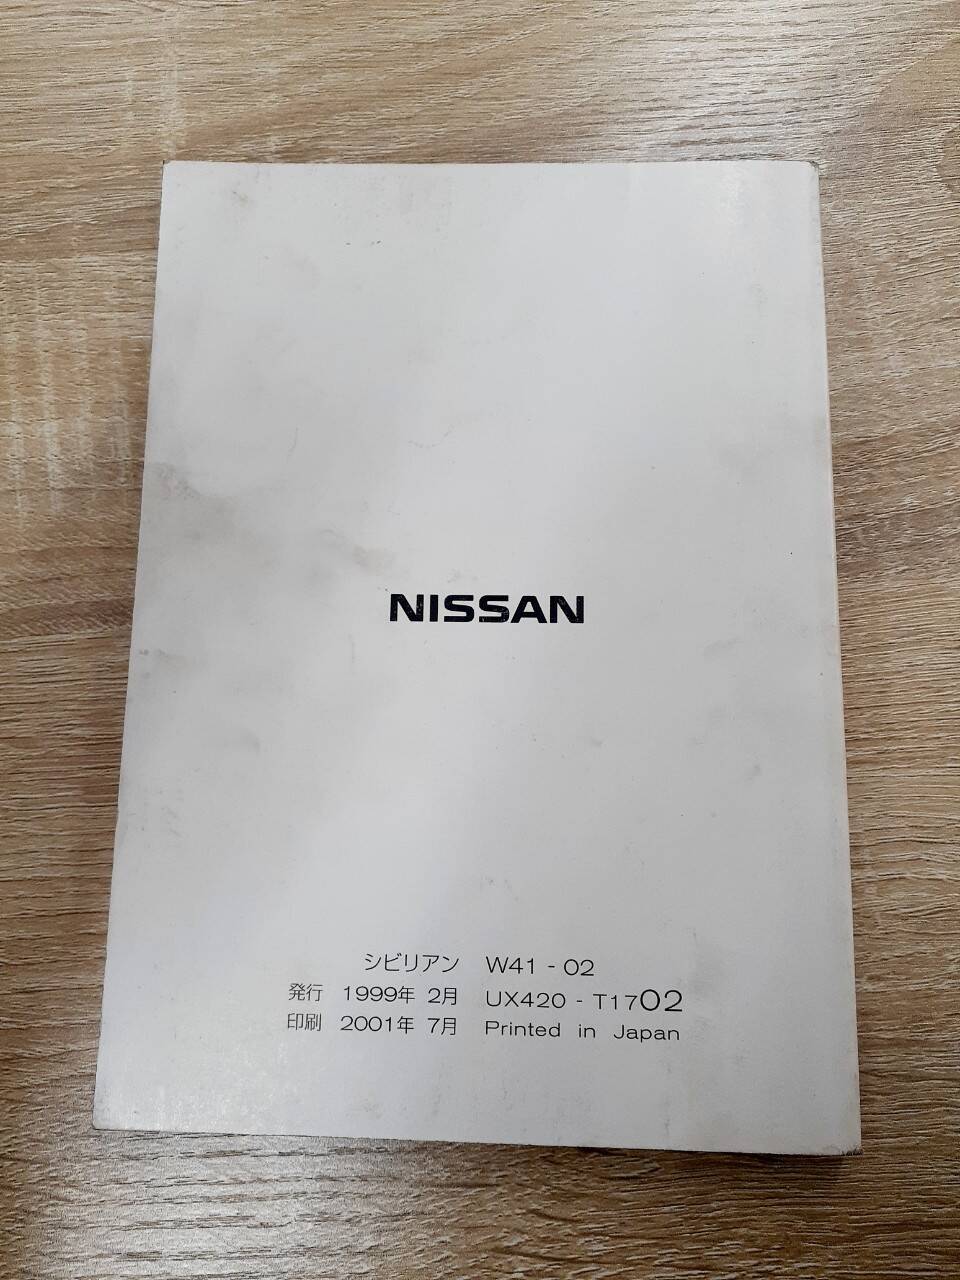 NISSAN
シビリアン W41 - 02
発行 1999年 2月 UX420 - T1702
印刷 2001年 7月 Printed in Japan